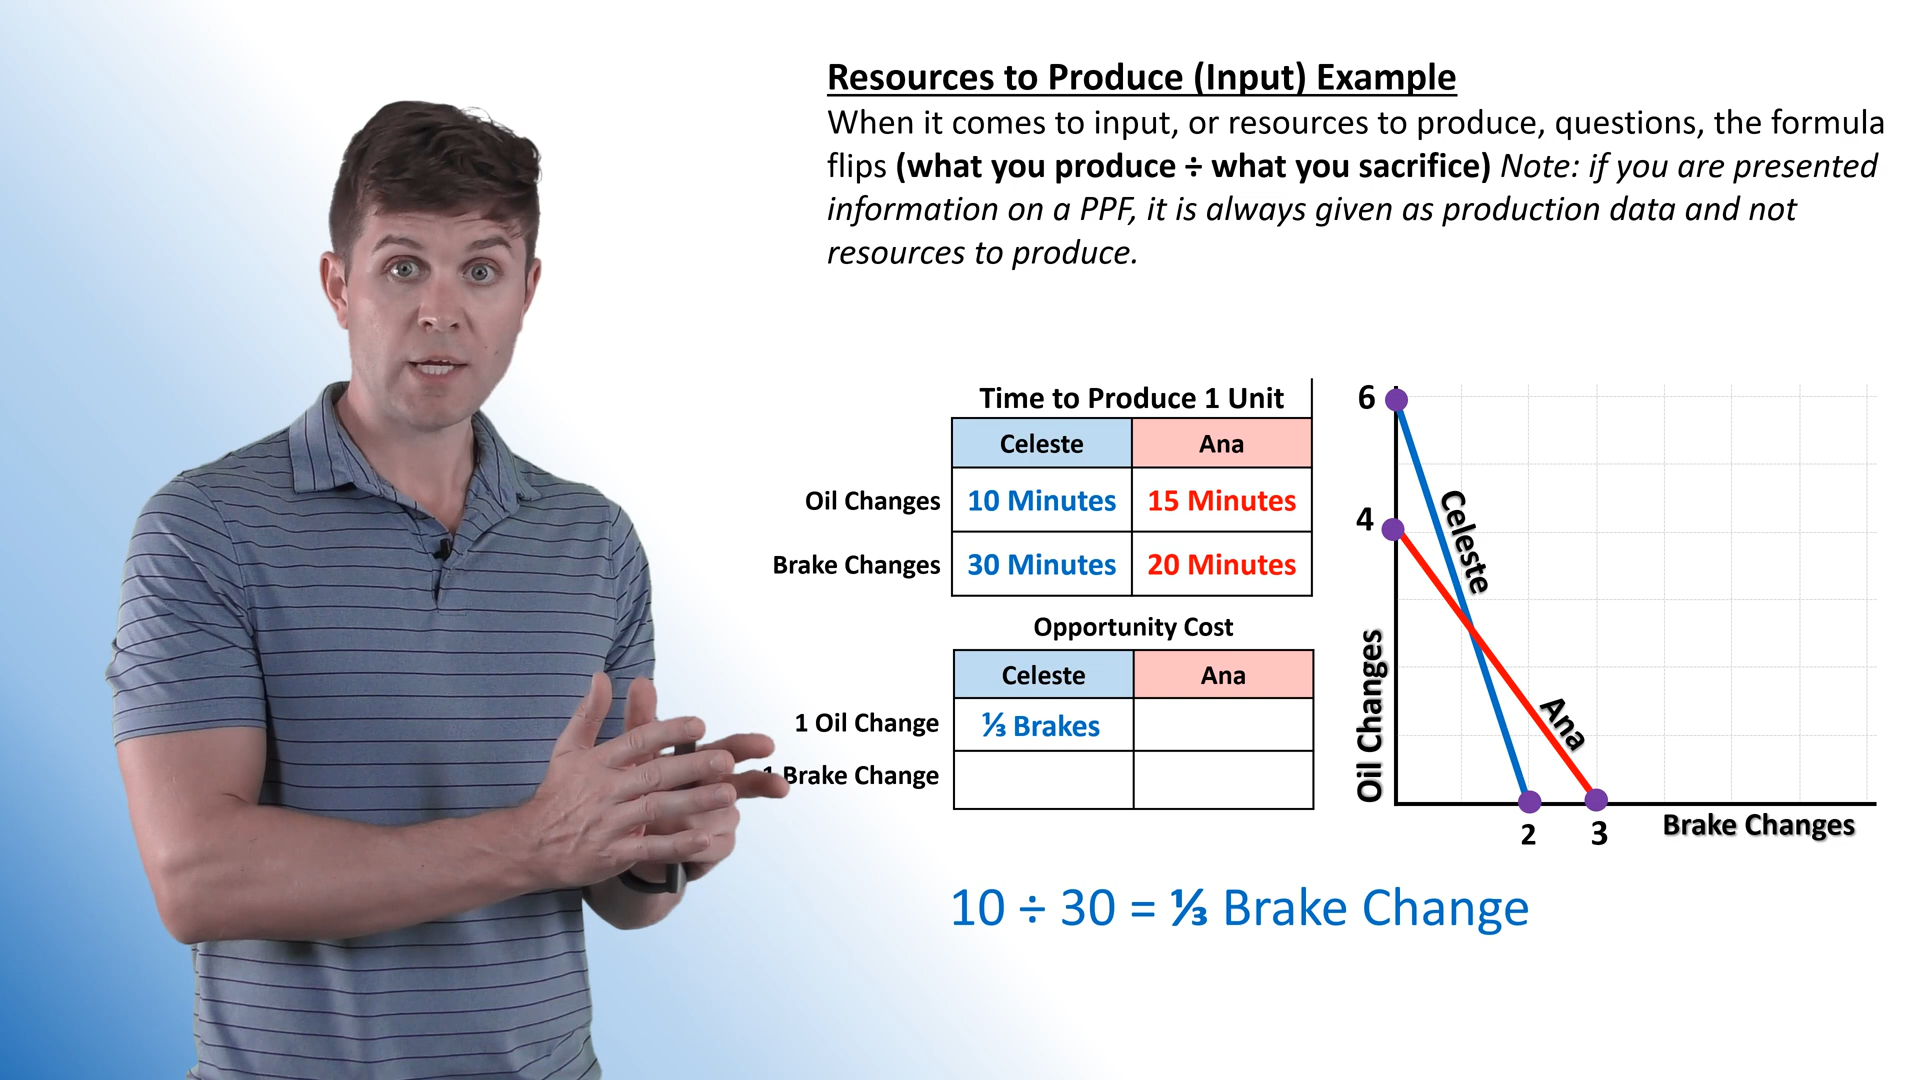 Resources to Produce (Input) Example
When it comes to input, or resources to produce, questions, the formula
flips (what you produce ÷ what you sacrifice) Note: if you are presented
information on a PPF, it is always given as production data and not
resources to produce.
Time to Produce 1 Unit
Celeste Ana
Oil Changes 10 Minutes 15 Minutes
Brake Changes 30 Minutes 20 Minutes
Opportunity Cost
Celeste Ana
1 Oil Change ⅓ Brakes
1 Brake Change
6
4
Oil Changes
Celeste
Ana
2 3
Brake Changes
10 ÷ 30 = ⅓ Brake Change